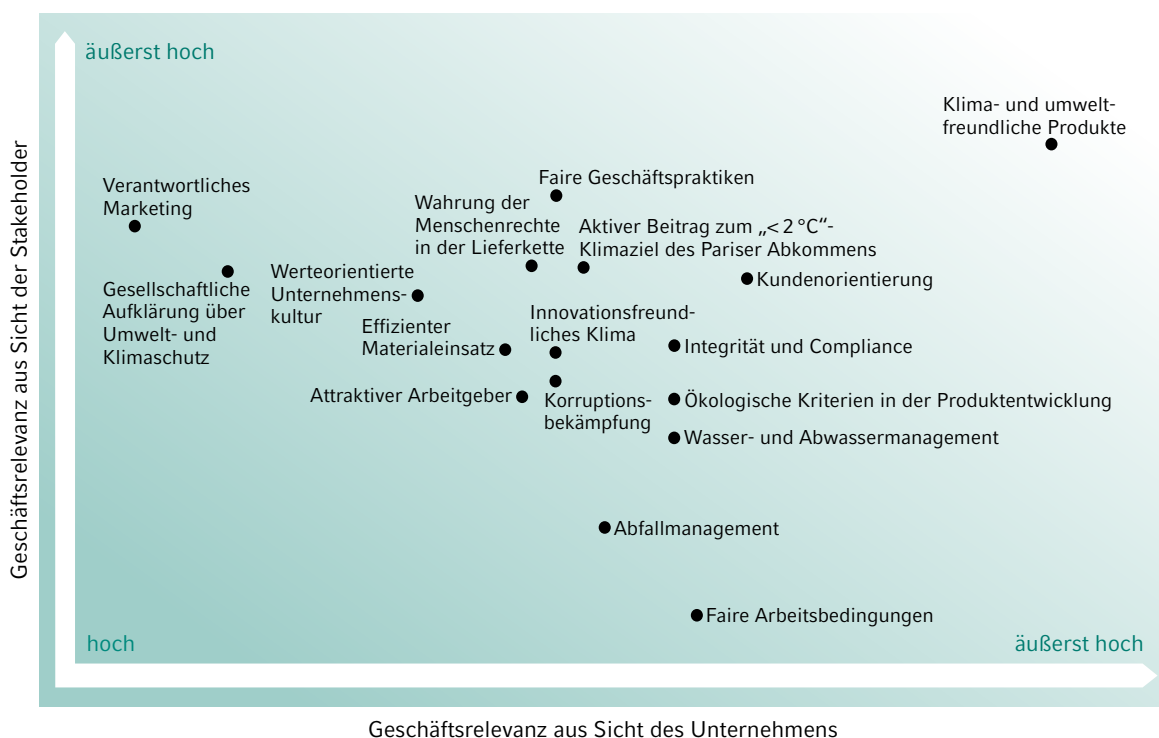 äußerst hoch
Klima- und umwelt-
freundliche Produkte
Faire Geschäftspraktiken
Verantwortliches
Marketing
Wahrung der
Menschenrechte
in der Lieferkette
Aktiver Beitrag zum „< 2 °C“-
Klimaziel des Pariser Abkommens
Gesellschaftliche
Aufklärung über
Umwelt- und
Klimaschutz
Werteorientierte
Unternehmens-
kultur
Kundenorientierung
Effizienter
Materialeinsatz
Innovationsfreund-
liches Klima
Integrität und Compliance
Attraktiver Arbeitgeber
Korruptions-
bekämpfung
Ökologische Kriterien in der Produktentwicklung
Wasser- und Abwassermanagement
Abfallmanagement
Faire Arbeitsbedingungen
hoch
äußerst hoch
Geschäftsrelevanz aus Sicht der Stakeholder
Geschäftsrelevanz aus Sicht des Unternehmens